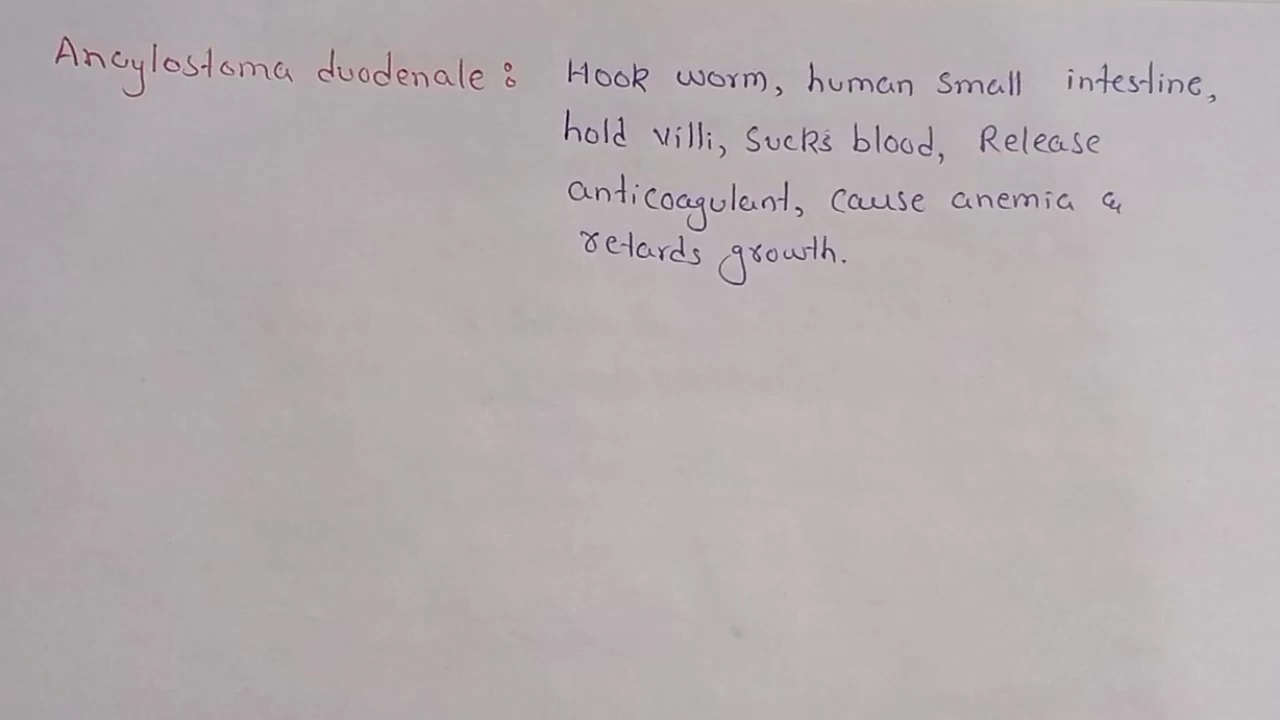 Ancylostoma duodenale : Hook worm, human small intestine,
hold villi, Sucks blood, Release
anticoagulant, cause anemia &
retards growth.